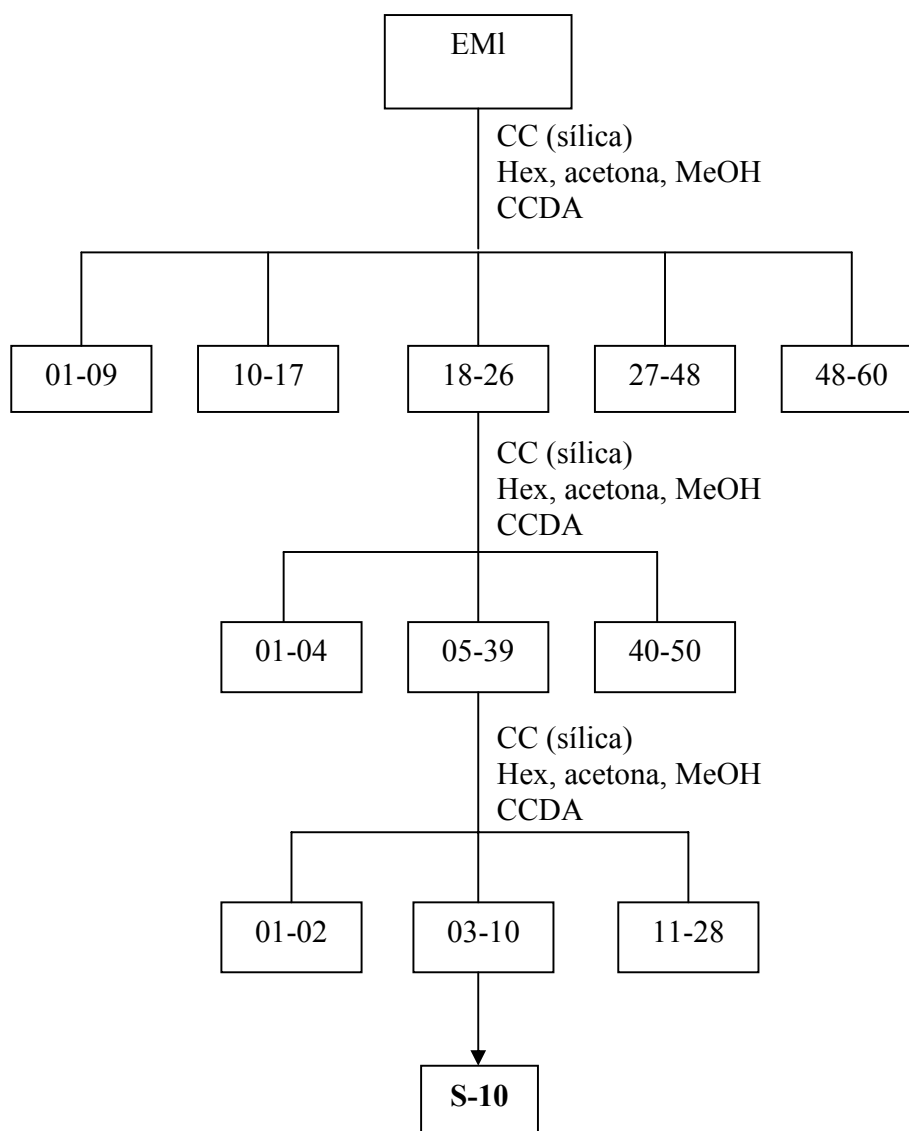 EMl
CC (sílica)
Hex, acetona, MeOH
CCDA
01-09
10-17
18-26
27-48
48-60
CC (sílica)
Hex, acetona, MeOH
CCDA
01-04
05-39
40-50
CC (sílica)
Hex, acetona, MeOH
CCDA
01-02
03-10
11-28
S-10